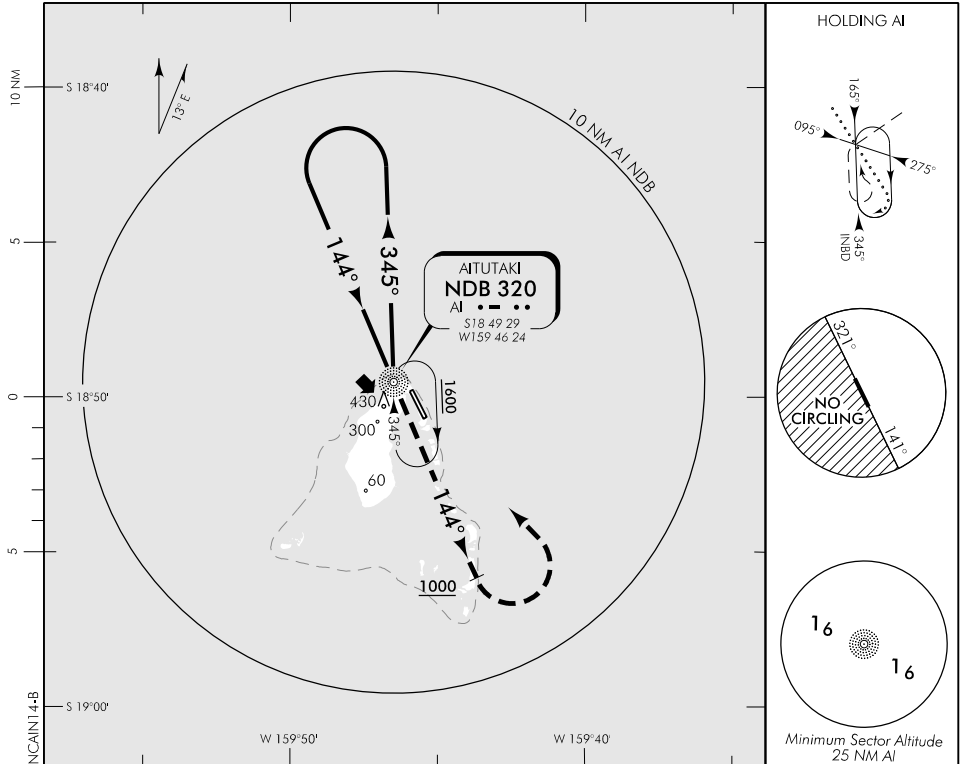 10 NM
S 18°40'
13° E
10 NM AI NDB
5
144°
345°
AITUTAKI
NDB 320
AI
S18 49 29
W159 46 24
0
S 18°50'
430
300
345°
1600
60
144°
5
1000
S 19°00'
W 159°50'
W 159°40'
NCAIN14-B
HOLDING AI
165°
095°
275°
345°
INBD
321°
NO
CIRCLING
141°
16
16
Minimum Sector Altitude
25 NM AI